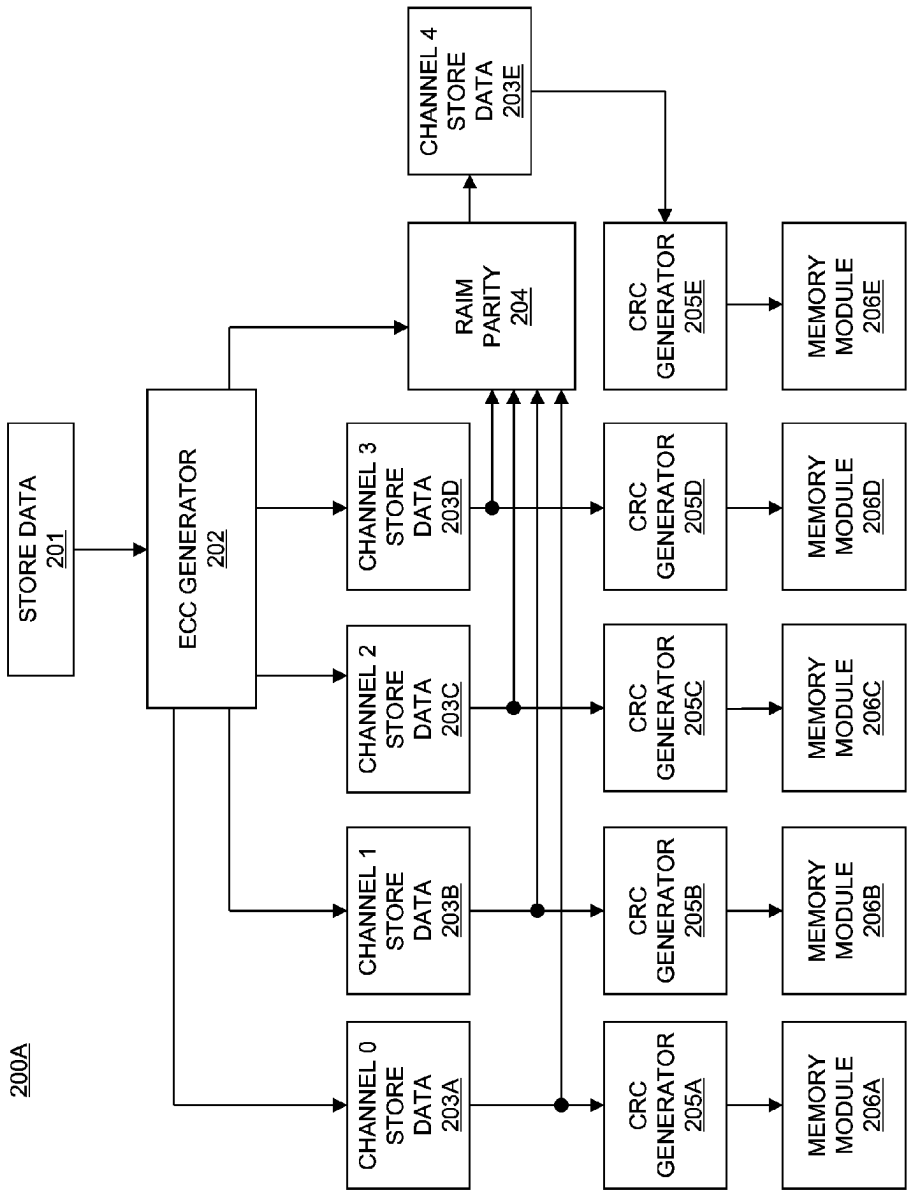 200A
STORE DATA
201
ECC GENERATOR
202
CHANNEL 0
STORE
DATA
203A
CHANNEL 1
STORE
DATA
203B
CHANNEL 2
STORE
DATA
203C
CHANNEL 3
STORE
DATA
203D
RAIM
PARITY
204
CHANNEL 4
STORE
DATA
203E
CRC
GENERATOR
205A
CRC
GENERATOR
205B
CRC
GENERATOR
205C
CRC
GENERATOR
205D
CRC
GENERATOR
205E
MEMORY
MODULE
206A
MEMORY
MODULE
206B
MEMORY
MODULE
206C
MEMORY
MODULE
206D
MEMORY
MODULE
206E